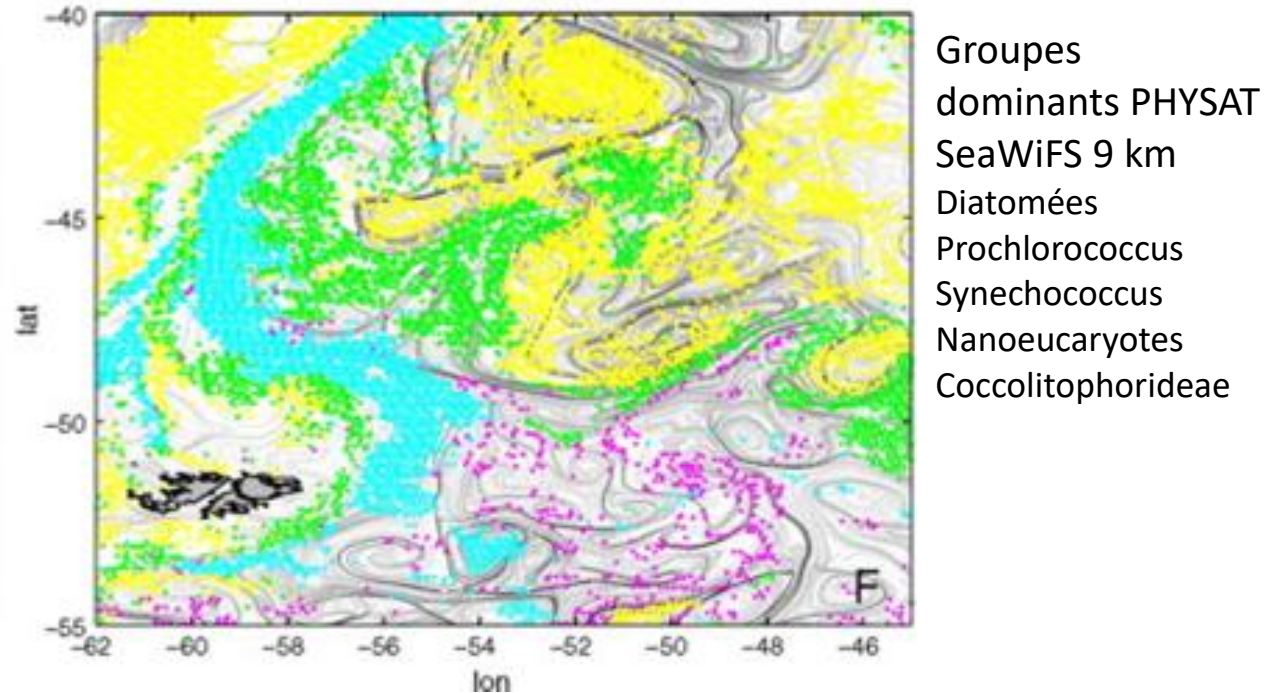 −40
−45
−50
−55
lat
−62 −60 −58 −56 −54 −52 −50 −48 −46
lon
F
Groupes
dominants PHYSAT
SeaWiFS 9 km
Diatomées
Prochlorococcus
Synechococcus
Nanoeucaryotes
Coccolitophorideae